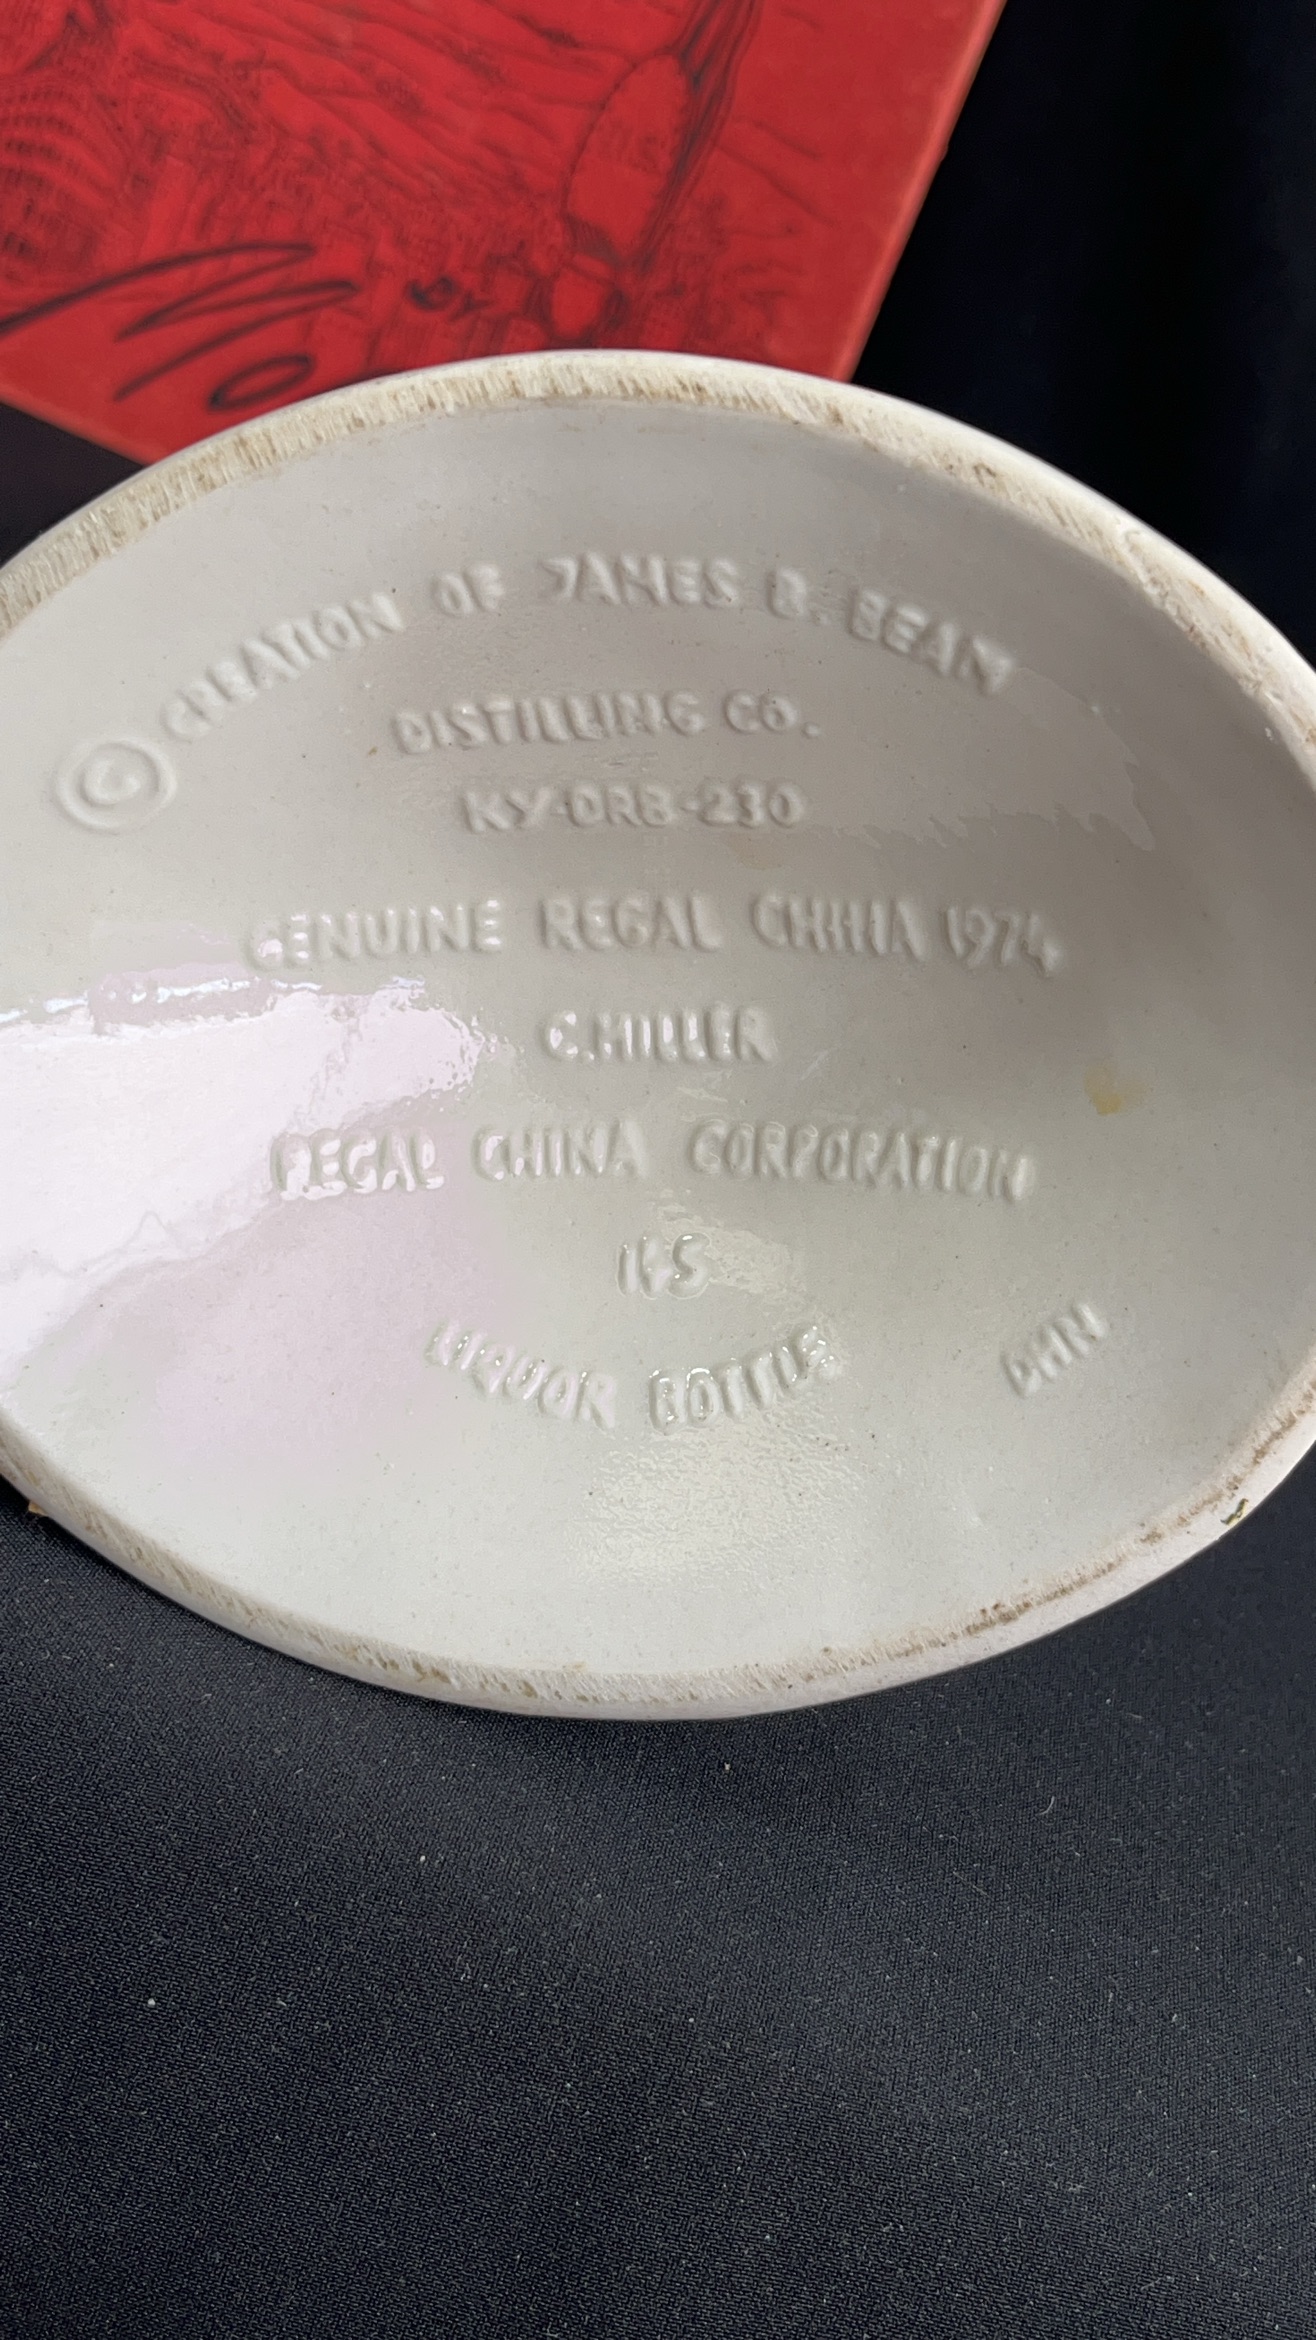 © CREATION OF JAMES B. BEAM
DISTILLING CO.
KY-DRB-230
GENUINE REGAL CHINA 1974
C. MILLER
REGAL CHINA CORPORATION
LIQUOR BOTTLE